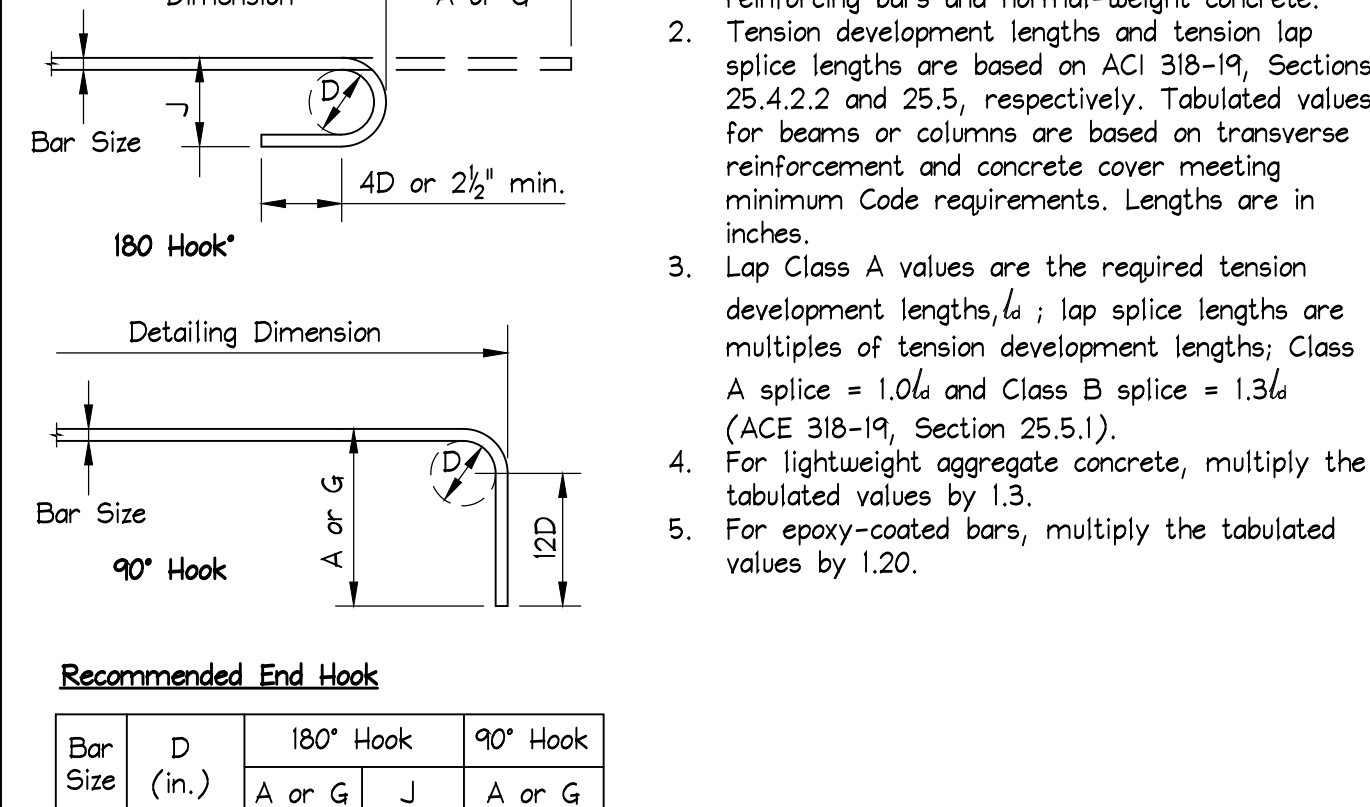 Dimension
A or G
D
J
Bar Size
4D or 2½" min.
180 Hook°
Detailing Dimension
D
A or G
12D
Bar Size
90° Hook
Recommended End Hook
Bar Size
D (in.)
180° Hook
90° Hook
A or G
J
A or G
reinforcing bars and normal-weight concrete.
2. Tension development lengths and tension lap
splice lengths are based on ACI 318-19, Sections
25.4.2.2 and 25.5, respectively. Tabulated values
for beams or columns are based on transverse
reinforcement and concrete cover meeting
minimum Code requirements. Lengths are in
inches.
3. Lap Class A values are the required tension
development lengths, ld ; lap splice lengths are
multiples of tension development lengths; Class
A splice = 1.0ld and Class B splice = 1.3ld
(ACE 318-19, Section 25.5.1).
4. For lightweight aggregate concrete, multiply the
tabulated values by 1.3.
5. For epoxy-coated bars, multiply the tabulated
values by 1.20.